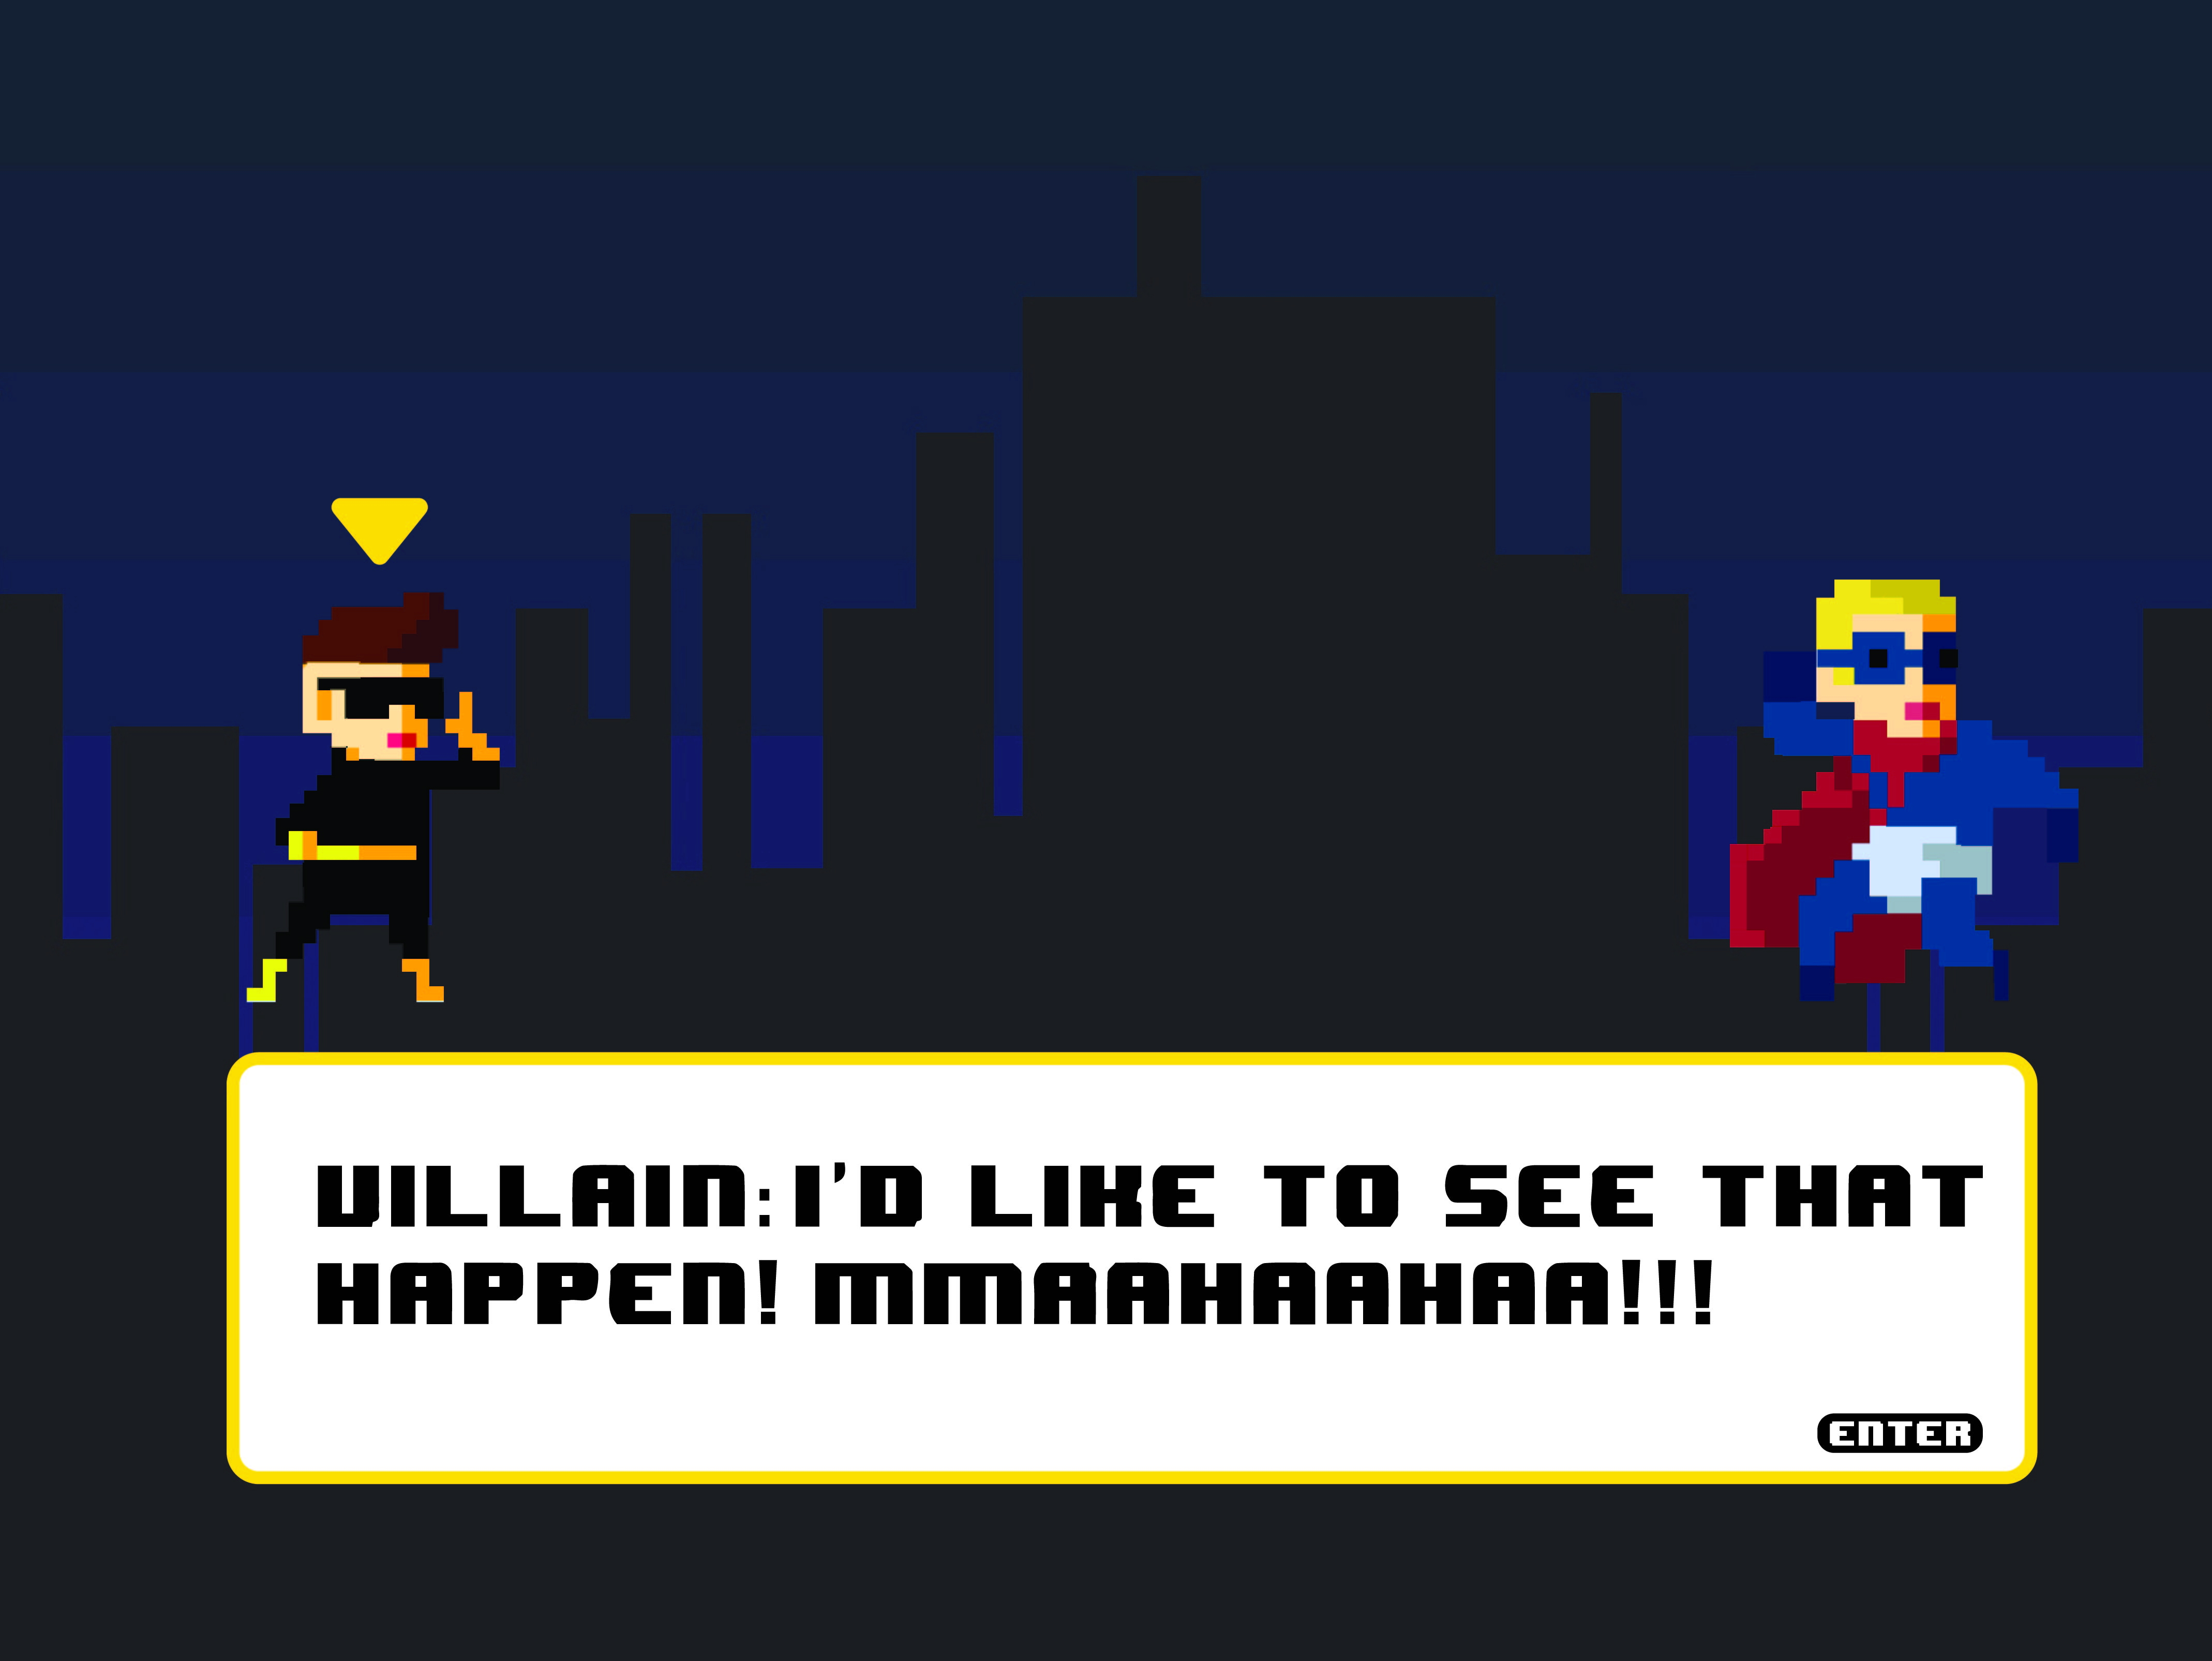 VILLAIN: I'D LIKE TO SEE THAT
HAPPEN! MMAAHAAHAA!!!
ENTER